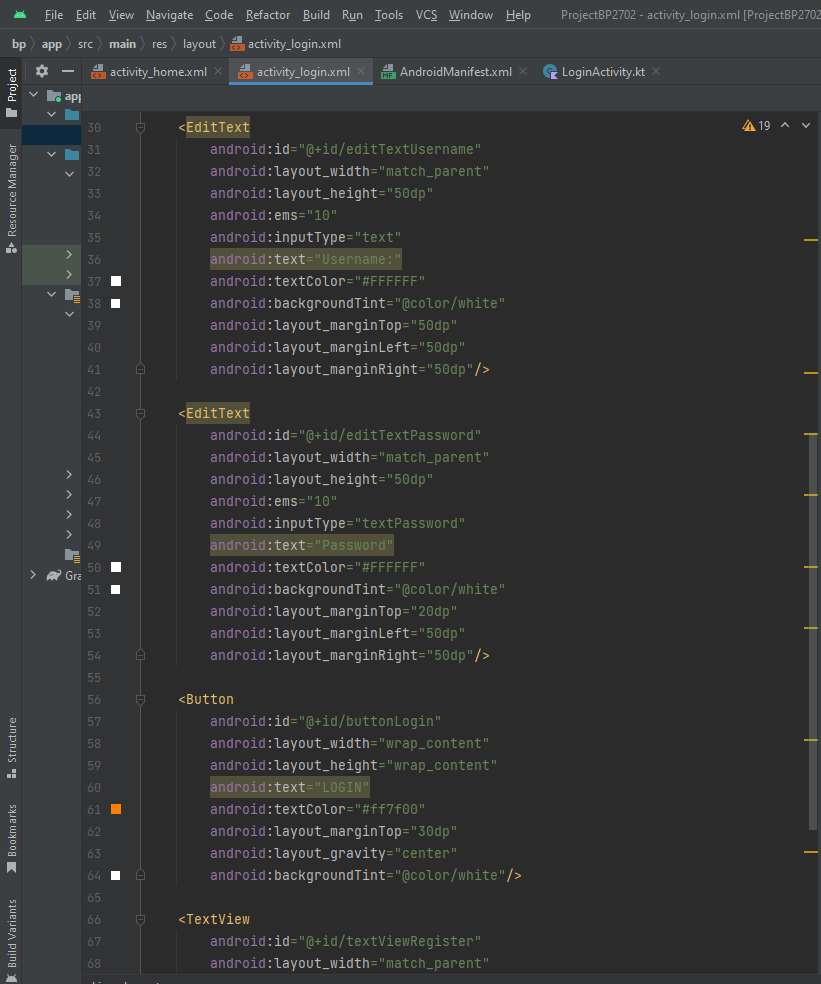 File Edit View Navigate Code Refactor Build Run Tools VCS Window Help ProjectBP2702 - activity_login.xml [ProjectBP2702
bp app src main res layout activity_login.xml
activity_home.xml activity_login.xml AndroidManifest.xml LoginActivity.kt
Project
Resource Manager
Structure
Bookmarks
Build Variants
app
Gra
19
30 <EditText
31 android:id="@+id/editTextUsername"
32 android:layout_width="match_parent"
33 android:layout_height="50dp"
34 android:ems="10"
35 android:inputType="text"
36 android:text="Username:"
37 android:textColor="#FFFFFF"
38 android:backgroundTint="@color/white"
39 android:layout_marginTop="50dp"
40 android:layout_marginLeft="50dp"
41 android:layout_marginRight="50dp"/>
42
43 <EditText
44 android:id="@+id/editTextPassword"
45 android:layout_width="match_parent"
46 android:layout_height="50dp"
47 android:ems="10"
48 android:inputType="textPassword"
49 android:text="Password"
50 android:textColor="#FFFFFF"
51 android:backgroundTint="@color/white"
52 android:layout_marginTop="20dp"
53 android:layout_marginLeft="50dp"
54 android:layout_marginRight="50dp"/>
55
56 <Button
57 android:id="@+id/buttonLogin"
58 android:layout_width="wrap_content"
59 android:layout_height="wrap_content"
60 android:text="LOGIN"
61 android:textColor="#ff7f00"
62 android:layout_marginTop="30dp"
63 android:layout_gravity="center"
64 android:backgroundTint="@color/white"/>
65
66 <TextView
67 android:id="@+id/textViewRegister"
68 android:layout_width="match_parent"